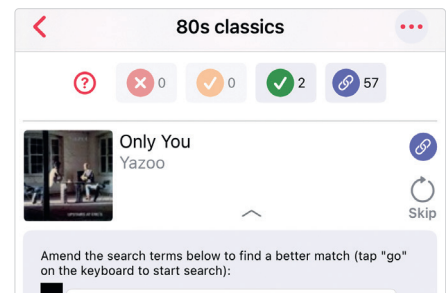 80s classics
0
0
2
57
Only You
Yazoo
Skip
Amend the search terms below to find a better match (tap "go"
on the keyboard to start search):